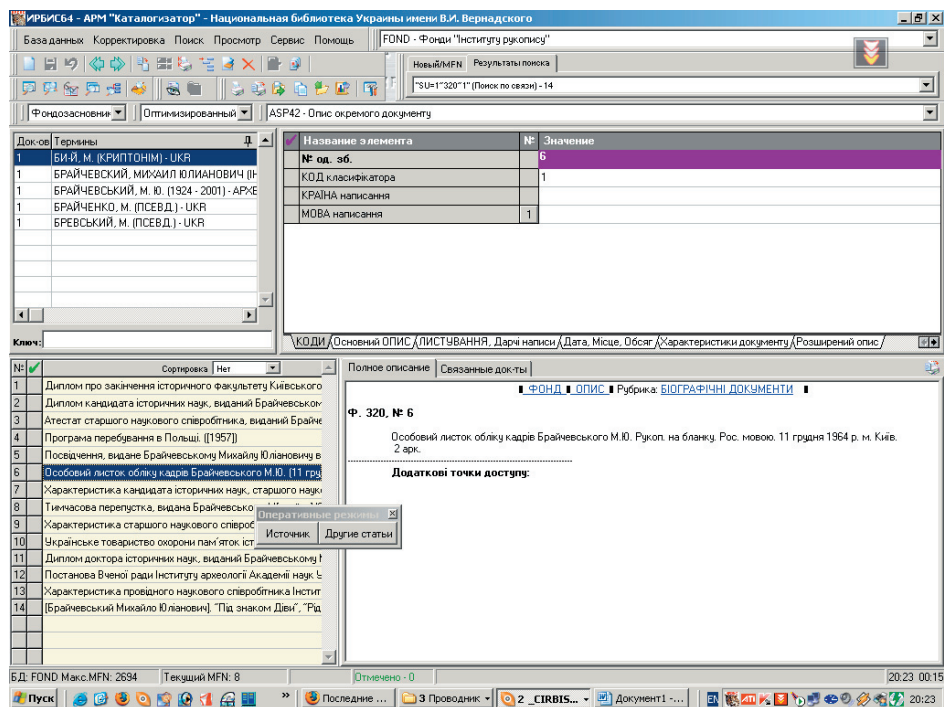 ИРБИС64 - АРМ "Каталогизатор" - Национальная библиотека Украины имени В.И. Вернадского
База данных Корректировка Поиск Просмотр Сервис Помощь
FOND - Фонди "Інституту рукопису"
Новый/MFN Результаты поиска
"SU=1"320"1" (Поиск по связи) - 14
Фондозасновник Оптимизированный ASP42 - Опис окремого документу
Док-ов Термины
1 БИ-Й, М. (КРИПТОНІМ) - UKR
1 БРАЙЧЕВСКИЙ, МИХАИЛ ЮЛИАНОВИЧ (ІН
1 БРАЙЧЕВСЬКИЙ, М. Ю. (1924 - 2001) - АРХЕ
1 БРАЙЧЕНКО, М. (ПСЕВД.) - UKR
1 БРЕВСЬКИЙ, М. (ПСЕВД.) - UKR
Ключ:
Название элемента № Значение
№ од. зб. 6
КОД класифікатора 1
КРАЇНА написання
МОВА написання 1
КОДИ Основний ОПИС ЛИСТУВАННЯ, Дарчі написи Дата, Місце, Обсяг Характеристики документу Розширений опис
№ Сортировка Нет
1 Диплом про закінчення історичного факультету Київського
2 Диплом кандидата історичних наук, виданий Брайчевськом
3 Атестат старшого наукового співробітника, виданий Брайче
4 Програма перебування в Польщі. ([1957])
5 Посвідчення, видане Брайчевському Михайлу Юліановичу в
6 Особовий листок обліку кадрів Брайчевського М.Ю. (11 гру
7 Характеристика кандидата історичних наук, старшого науко
8 Тимчасова перепустка, видана Брайчевсько
9 Характеристика старшого наукового співроб
10 Українське товариство охорони пам'яток іст
11 Диплом доктора історичних наук, виданий Брайчевському М
12 Постанова Вченої ради Інституту археології Академії наук У
13 Характеристика провідного наукового співробітника Інстит
14 [Брайчевський Михайло Юліанович]. "Під знаком Діви", "Рід
Оперативные режимы
Источник Другие статьи
Полное описание Связанные док-ты
ФОНД ОПИС Рубрика: БІОГРАФІЧНІ ДОКУМЕНТИ
Ф. 320, № 6
Особовий листок обліку кадрів Брайчевського М.Ю. Рукоп. на бланку. Рос. мовою. 11 грудня 1964 р. м. Київ.
2 арк.
Додаткові точки доступу:
БД: FOND Макс.MFN: 2694 Текущий MFN: 8 Отмечено - 0 20:23 00:15
Пуск » Последние ... 3 Проводник 2 _CIRBIS... Документ1 -... EN 20:23